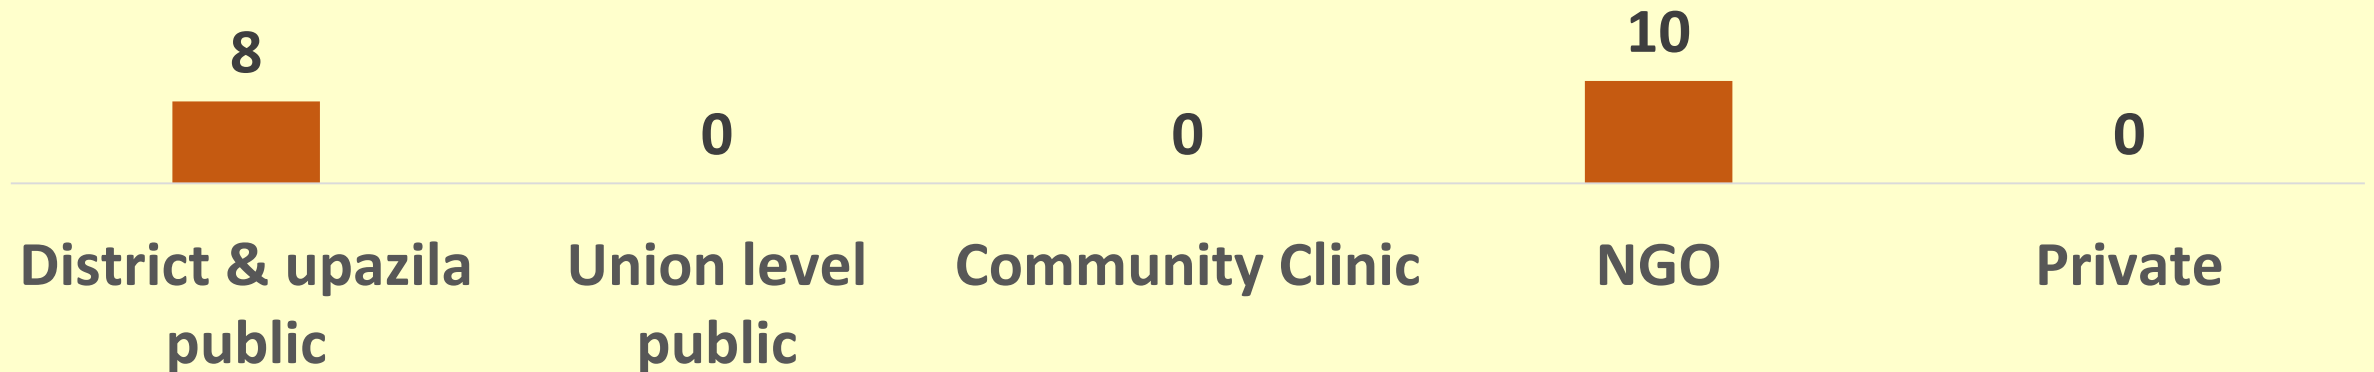 8
0
0
10
0
District & upazila
public
Union level
public
Community Clinic
NGO
Private